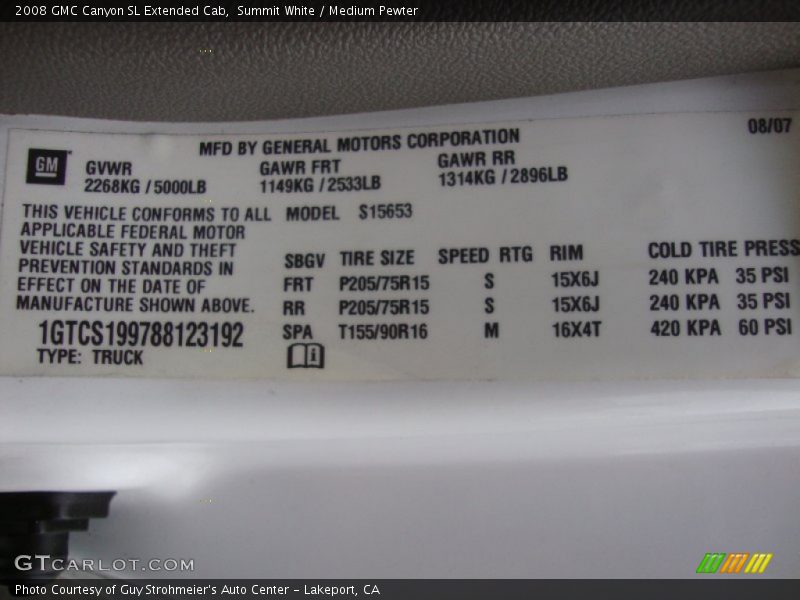 2008 GMC Canyon SL Extended Cab,  Summit White / Medium Pewter
08/07
MFD BY GENERAL MOTORS CORPORATION
GM
GVWR GAWR FRT GAWR RR
2268KG / 5000LB 1149KG / 2533LB 1314KG / 2896LB
THIS VEHICLE CONFORMS TO ALL MODEL S15653
APPLICABLE FEDERAL MOTOR
VEHICLE SAFETY AND THEFT
PREVENTION STANDARDS IN
EFFECT ON THE DATE OF
MANUFACTURE SHOWN ABOVE.
SBGV TIRE SIZE SPEED RTG RIM COLD TIRE PRESS
FRT P205/75R15 S 15X6J 240 KPA 35 PSI
RR P205/75R15 S 15X6J 240 KPA 35 PSI
SPA T155/90R16 M 16X4T 420 KPA 60 PSI
1GTCS199788123192
TYPE: TRUCK
GTCARLOT.COM
Photo Courtesy of Guy Strohmeier's Auto Center – Lakeport, CA